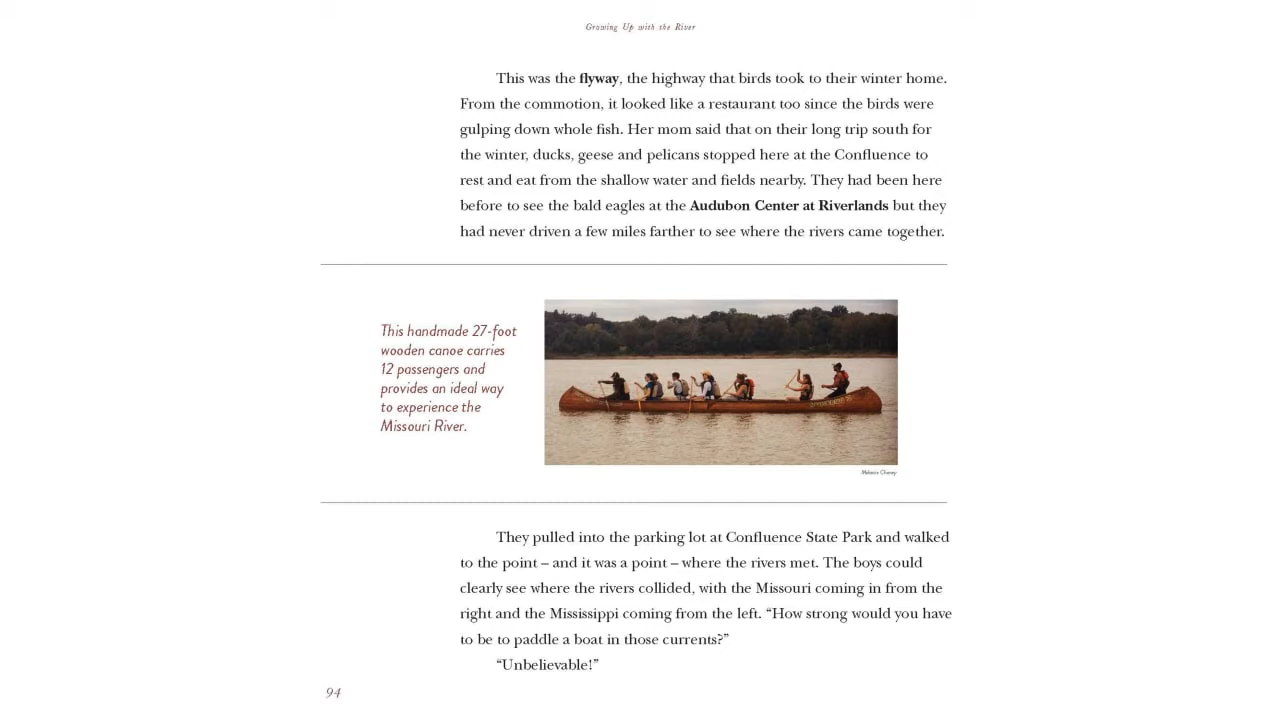 Growing Up with the River
This was the flyway, the highway that birds took to their winter home.
From the commotion, it looked like a restaurant too since the birds were
gulping down whole fish. Her mom said that on their long trip south for
the winter, ducks, geese and pelicans stopped here at the Confluence to
rest and eat from the shallow water and fields nearby. They had been here
before to see the bald eagles at the Audubon Center at Riverlands but they
had never driven a few miles farther to see where the rivers came together.
This handmade 27-foot
wooden canoe carries
12 passengers and
provides an ideal way
to experience the
Missouri River.
Melanie Cheney
They pulled into the parking lot at Confluence State Park and walked
to the point – and it was a point – where the rivers met. The boys could
clearly see where the rivers collided, with the Missouri coming in from the
right and the Mississippi coming from the left. “How strong would you have
to be to paddle a boat in those currents?”
“Unbelievable!”
94